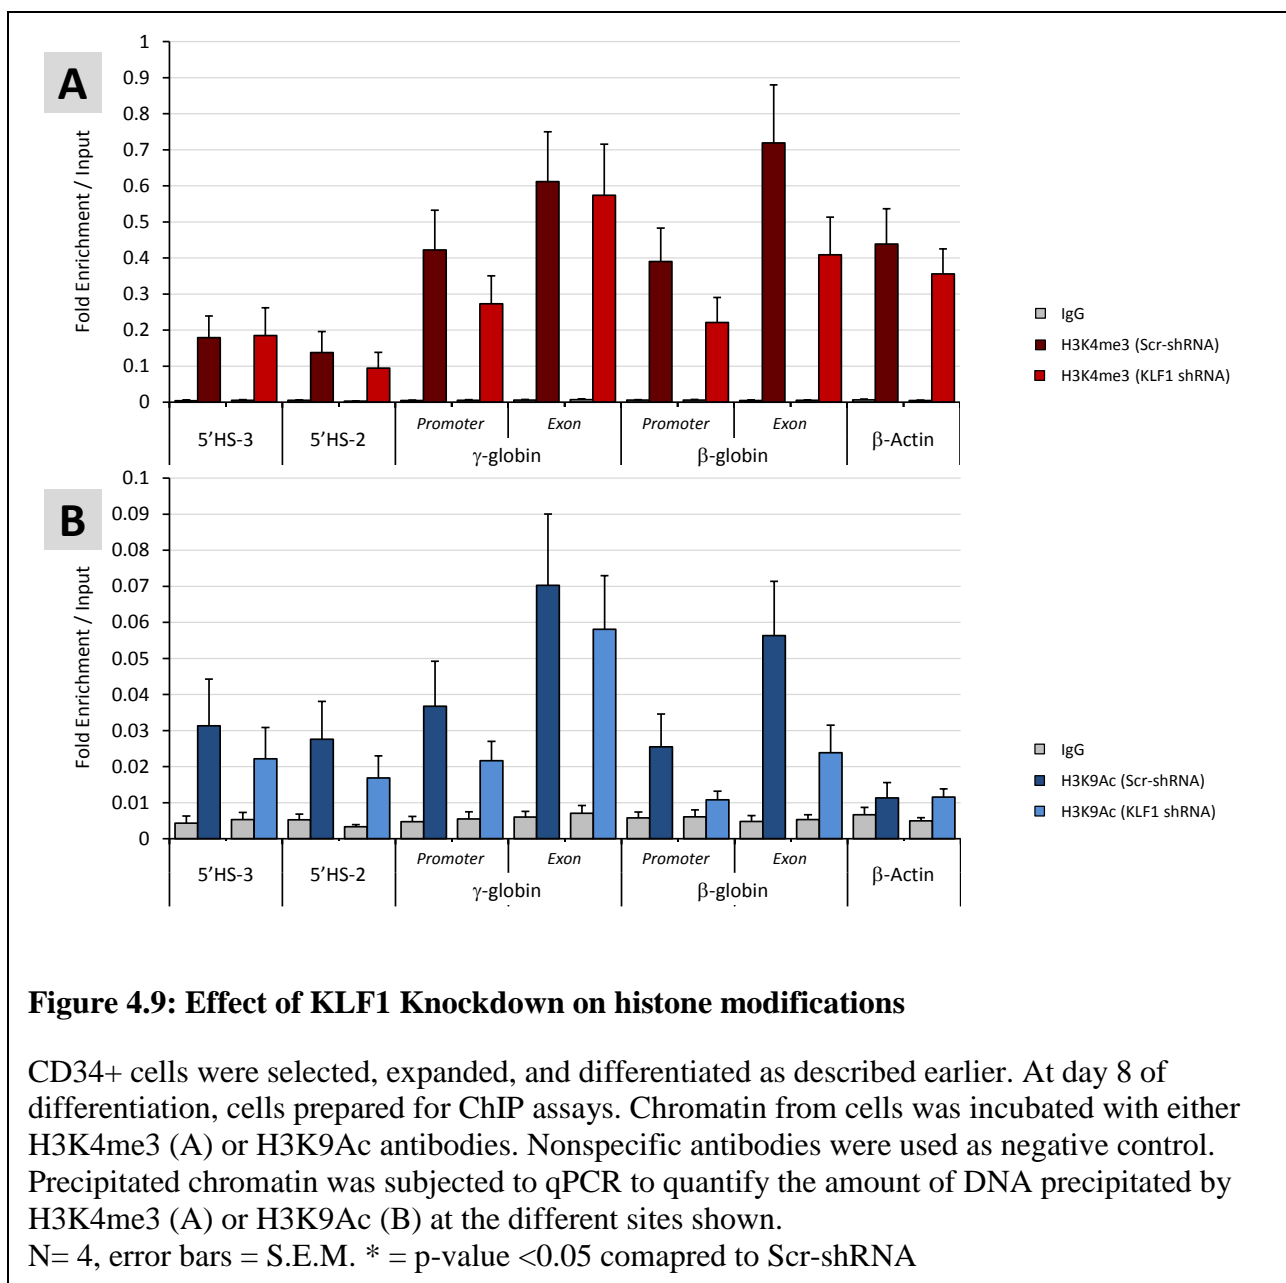 A
Fold Enrichment / Input
1
0.9
0.8
0.7
0.6
0.5
0.4
0.3
0.2
0.1
0
5’HS-3
5’HS-2
Promoter
Exon
Promoter
Exon
γ-globin
β-globin
β-Actin
IgG
H3K4me3 (Scr-shRNA)
H3K4me3 (KLF1 shRNA)
B
Fold Enrichment / Input
0.1
0.09
0.08
0.07
0.06
0.05
0.04
0.03
0.02
0.01
0
5’HS-3
5’HS-2
Promoter
Exon
Promoter
Exon
γ-globin
β-globin
β-Actin
IgG
H3K9Ac (Scr-shRNA)
H3K9Ac (KLF1 shRNA)
Figure 4.9: Effect of KLF1 Knockdown on histone modifications
CD34+ cells were selected, expanded, and differentiated as described earlier. At day 8 of
differentiation, cells prepared for ChIP assays. Chromatin from cells was incubated with either
H3K4me3 (A) or H3K9Ac antibodies. Nonspecific antibodies were used as negative control.
Precipitated chromatin was subjected to qPCR to quantify the amount of DNA precipitated by
H3K4me3 (A) or H3K9Ac (B) at the different sites shown.
N= 4, error bars = S.E.M. * = p-value <0.05 comapred to Scr-shRNA